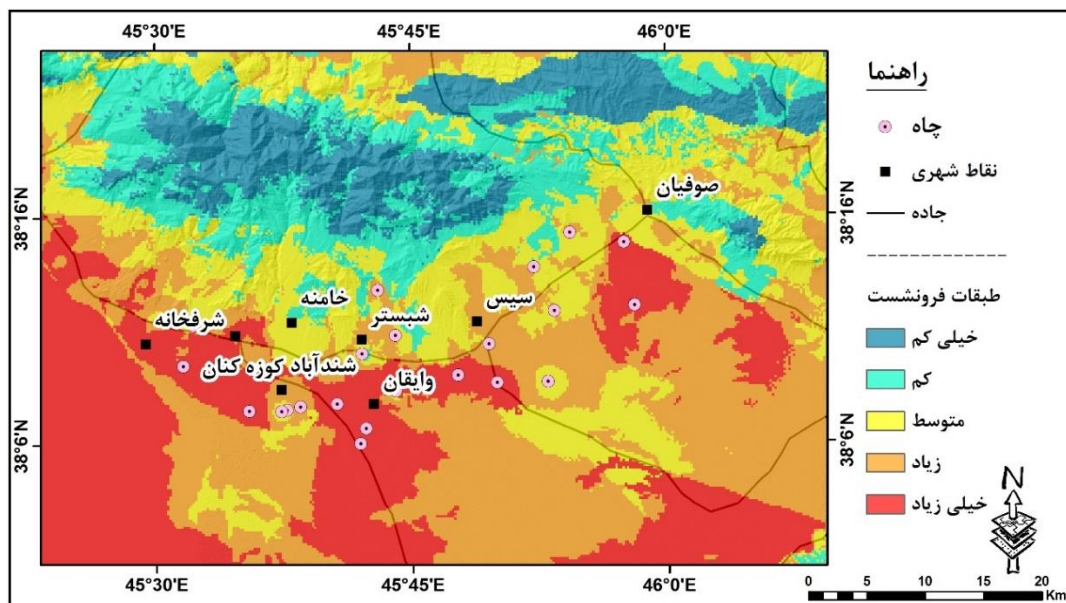 45°30'E 45°45'E 46°0'E
38°16'N 38°16'N
38°6'N 38°6'N
45°30'E 45°45'E 46°0'E
صوفیان
خامنه
سیس
شبستر
شرفخانه
شندآباد کوزه کنان
وایقان
راهنما
چاه
نقاط شهری
جاده
طبقات فرونشست
خیلی کم
کم
متوسط
زیاد
خیلی زیاد
N
0 5 10 15 20
Km